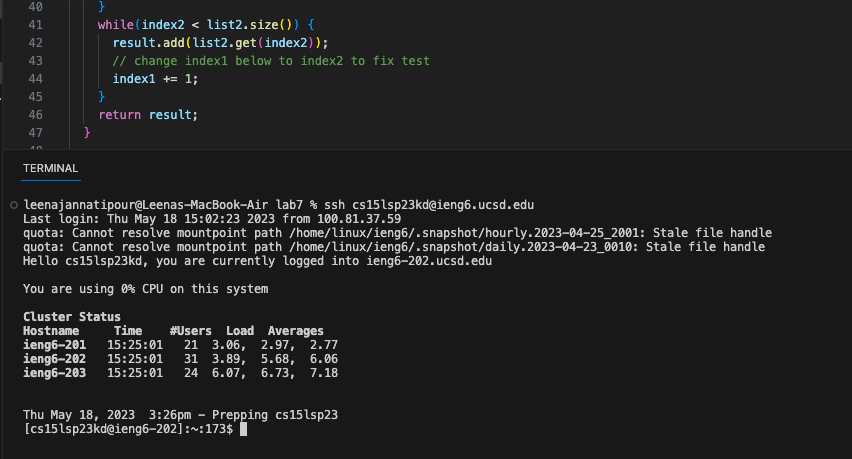 40 }
41 while(index2 < list2.size()) {
42 result.add(list2.get(index2));
43 // change index1 below to index2 to fix test
44 index1 += 1;
45 }
46 return result;
47 }
TERMINAL
leenajannatipour@Leenas-MacBook-Air lab7 % ssh cs15lsp23kd@ieng6.ucsd.edu
Last login: Thu May 18 15:02:23 2023 from 100.81.37.59
quota: Cannot resolve mountpoint path /home/linux/ieng6/.snapshot/hourly.2023-04-25_2001: Stale file handle
quota: Cannot resolve mountpoint path /home/linux/ieng6/.snapshot/daily.2023-04-23_0010: Stale file handle
Hello cs15lsp23kd, you are currently logged into ieng6-202.ucsd.edu
You are using 0% CPU on this system
Cluster Status
Hostname Time #Users Load Averages
ieng6-201 15:25:01 21 3.06, 2.97, 2.77
ieng6-202 15:25:01 31 3.89, 5.68, 6.06
ieng6-203 15:25:01 24 6.07, 6.73, 7.18
Thu May 18, 2023 3:26pm - Prepping cs15lsp23
[cs15lsp23kd@ieng6-202]:~:173$